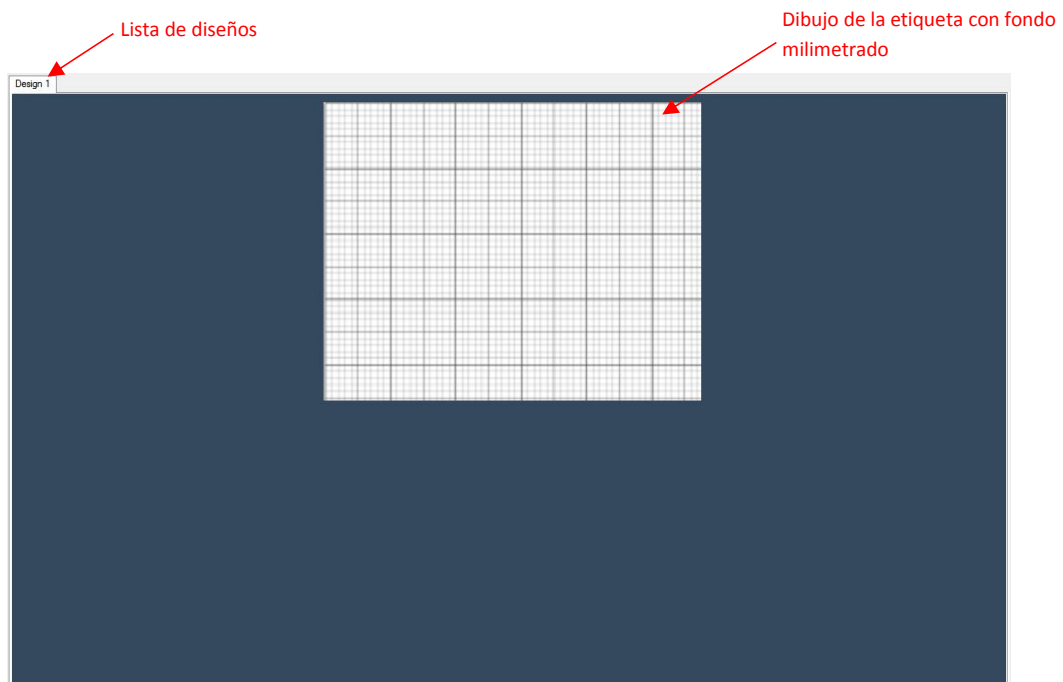 Lista de diseños
Dibujo de la etiqueta con fondo
milimetrado
Design 1